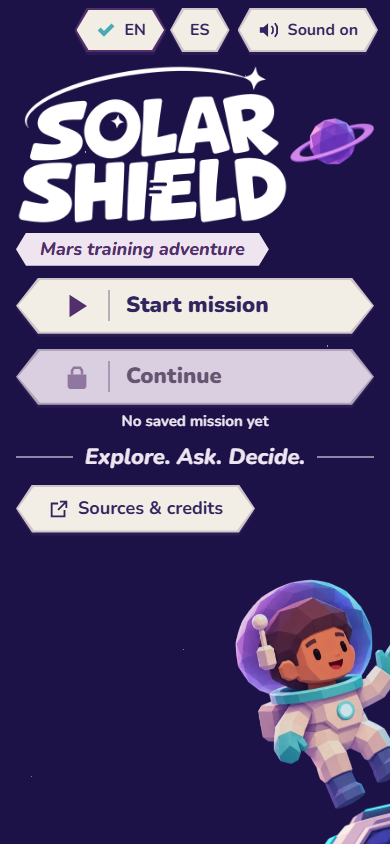 EN
ES
Sound on
SOLAR
SHIELD
Mars training adventure
Start mission
Continue
No saved mission yet
Explore. Ask. Decide.
Sources & credits